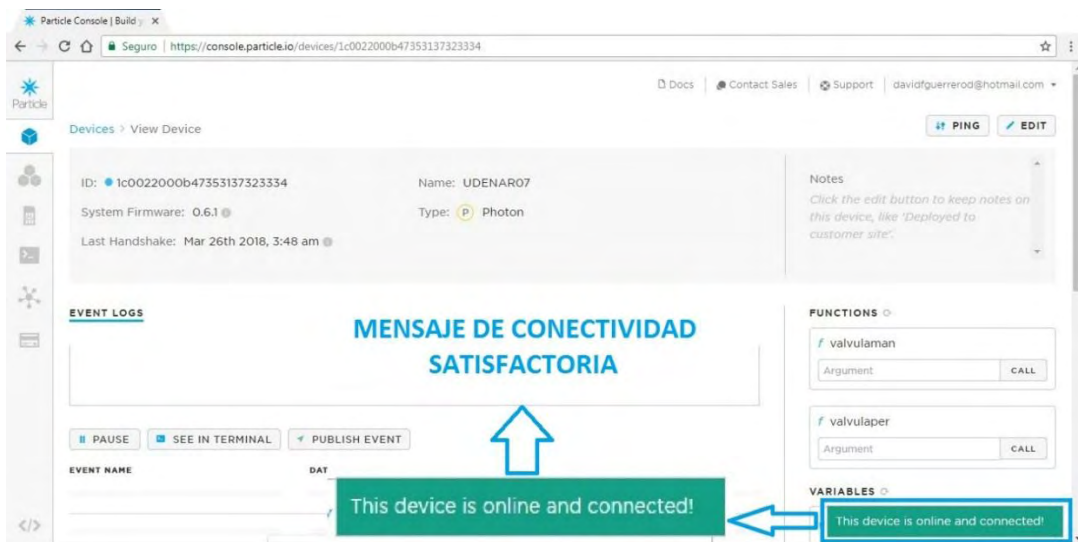 Particle Console | Build y
Seguro | https://console.particle.io/devices/1c0022000b47353137323334
Particle
Docs
Contact Sales
Support
davidfguerrerod@hotmail.com
Devices > View Device
PING
EDIT
ID: 1c0022000b47353137323334
Name: UDENAR07
System Firmware: 0.6.1
Type: P Photon
Last Handshake: Mar 26th 2018, 3:48 am
Notes
Click the edit button to keep notes on
this device, like 'Deployed to
customer site'.
EVENT LOGS
MENSAJE DE CONECTIVIDAD
SATISFACTORIA
FUNCTIONS
f valvulaman
Argument
CALL
f valvulaper
Argument
CALL
PAUSE
SEE IN TERMINAL
PUBLISH EVENT
EVENT NAME
DAT
VARIABLES
This device is online and connected!
This device is online and connected!